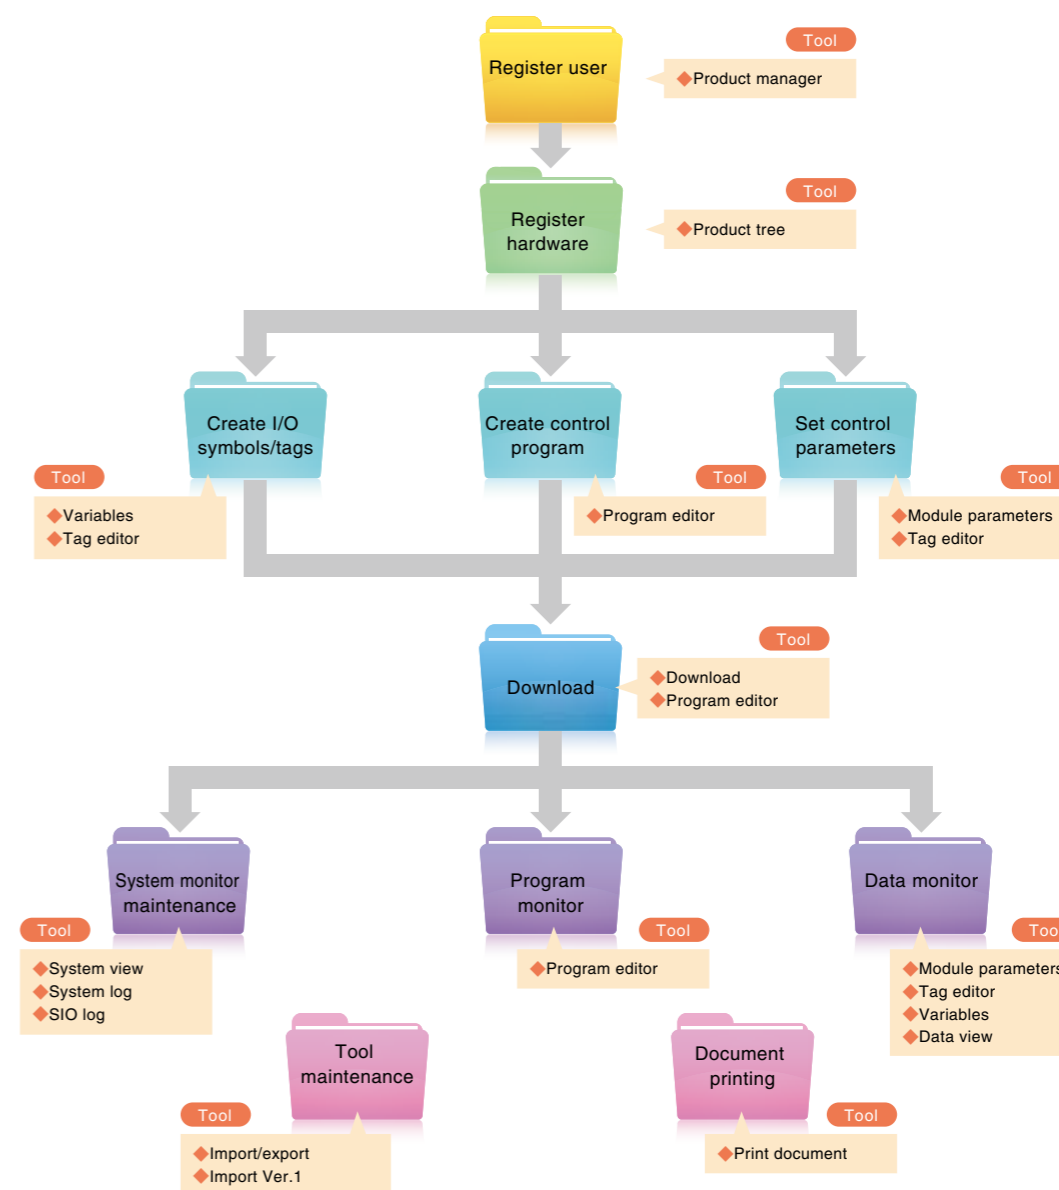 Tool
Register user
◆Product manager
Tool
Register
hardware
◆Product tree
Create I/O
symbols/tags
Create control
program
Set control
parameters
Tool
◆Variables
◆Tag editor
Tool
◆Program editor
Tool
◆Module parameters
◆Tag editor
Tool
Download
◆Download
◆Program editor
System monitor
maintenance
Program
monitor
Data monitor
Tool
◆System view
◆System log
◆SIO log
Tool
◆Program editor
Tool
◆Module parameters
◆Tag editor
◆Variables
◆Data view
Tool
maintenance
Document
printing
Tool
◆Import/export
◆Import Ver.1
Tool
◆Print document